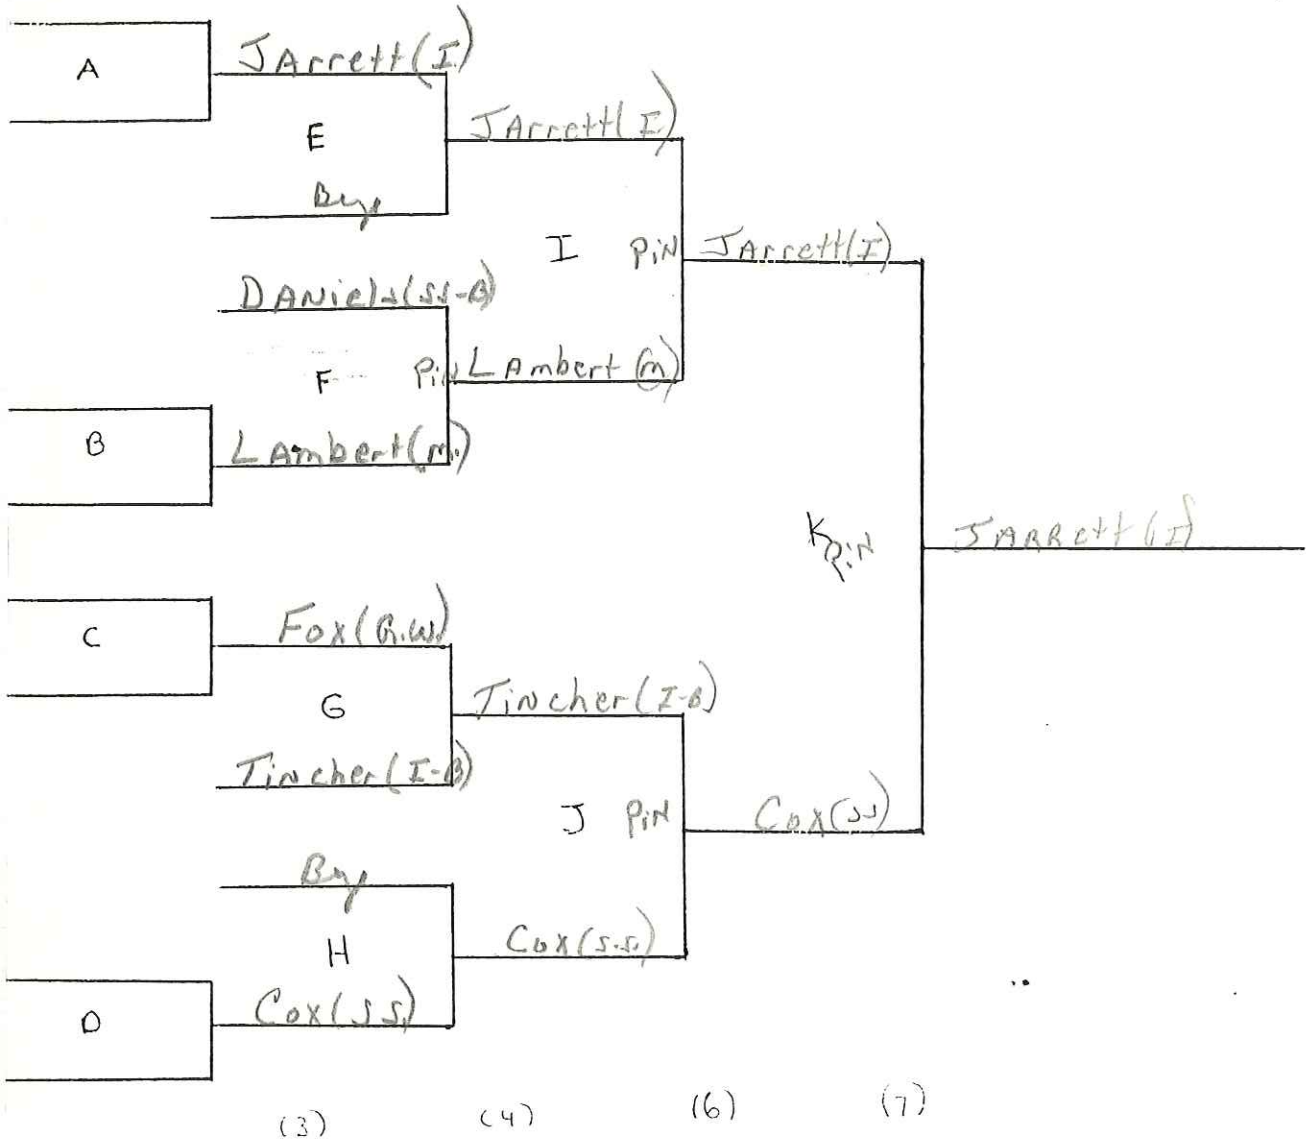 A
JArrett (I)
E
JArrett (I)
Bye
I PiN JArrett (I)
DANiels (SS-B)
F PiN LAmbert (M)
B
LAmbert (M.)
K
PiN
JARRett (I)
C
Fox (G.W.)
G
Tincher (I-B)
Tincher (I-B)
J PiN Cox (SS)
Bye
H
Cox (S.S.)
D
Cox (SS)
(3) (4) (6) (7)